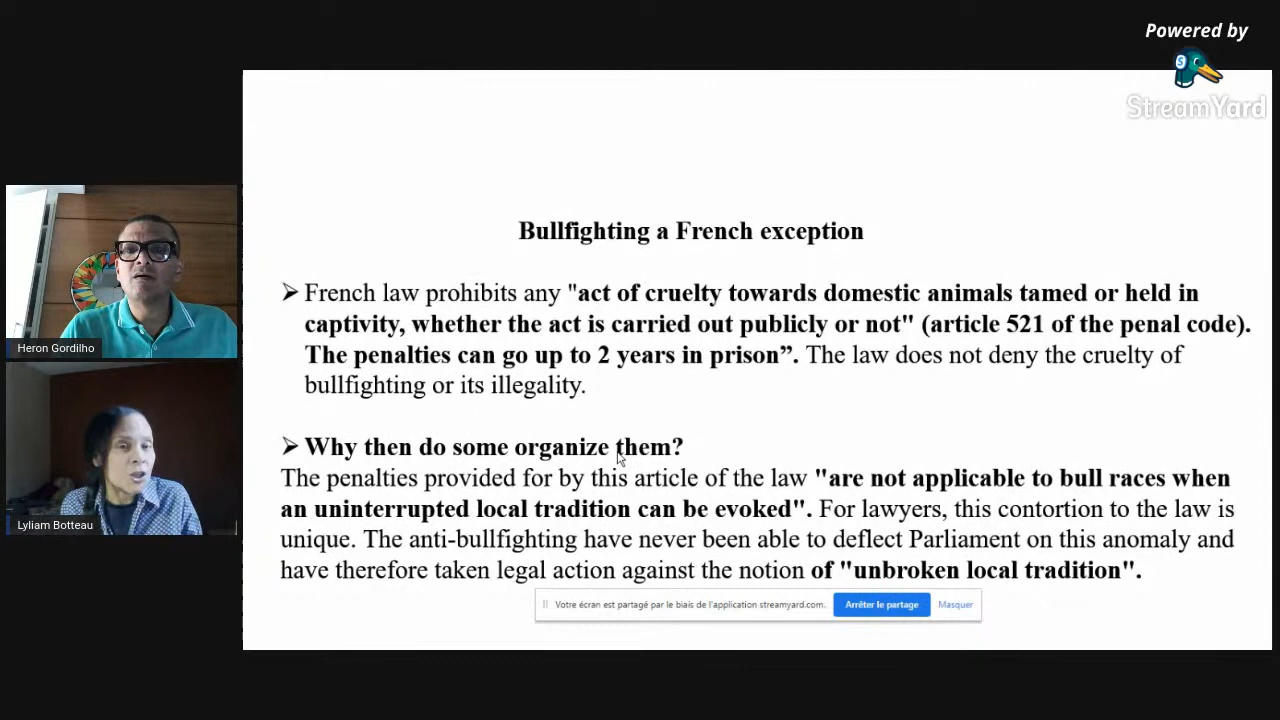 Powered by
StreamYard
Bullfighting a French exception
➢ French law prohibits any "act of cruelty towards domestic animals tamed or held in
captivity, whether the act is carried out publicly or not" (article 521 of the penal code).
The penalties can go up to 2 years in prison”. The law does not deny the cruelty of
bullfighting or its illegality.
➢ Why then do some organize them?
The penalties provided for by this article of the law "are not applicable to bull races when
an uninterrupted local tradition can be evoked". For lawyers, this contortion to the law is
unique. The anti-bullfighting have never been able to deflect Parliament on this anomaly and
have therefore taken legal action against the notion of "unbroken local tradition".
Votre écran est partagé par le biais de l'application streamyard.com.
Arrêter le partage
Masquer
Heron Gordilho
Lyliam Botteau